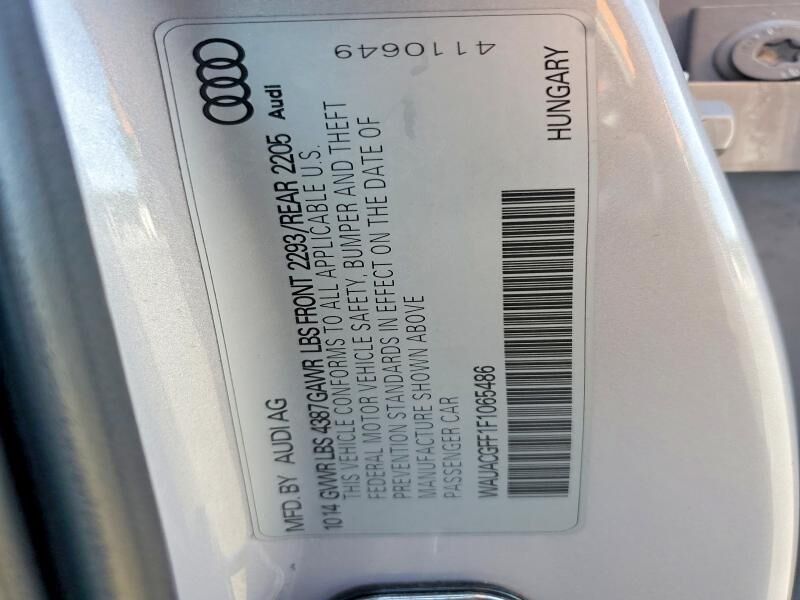 MFD. BY AUDI AG
10 14 GVWR LBS 4387 GAWR LBS FRONT 2293/REAR 2205 Audi
THIS VEHICLE CONFORMS TO ALL APPLICABLE U.S.
FEDERAL MOTOR VEHICLE SAFETY, BUMPER AND THEFT
PREVENTION STANDARDS IN EFFECT ON THE DATE OF
MANUFACTURE SHOWN ABOVE
PASSENGER CAR
WAUACGFF1F1065486
HUNGARY
4110649